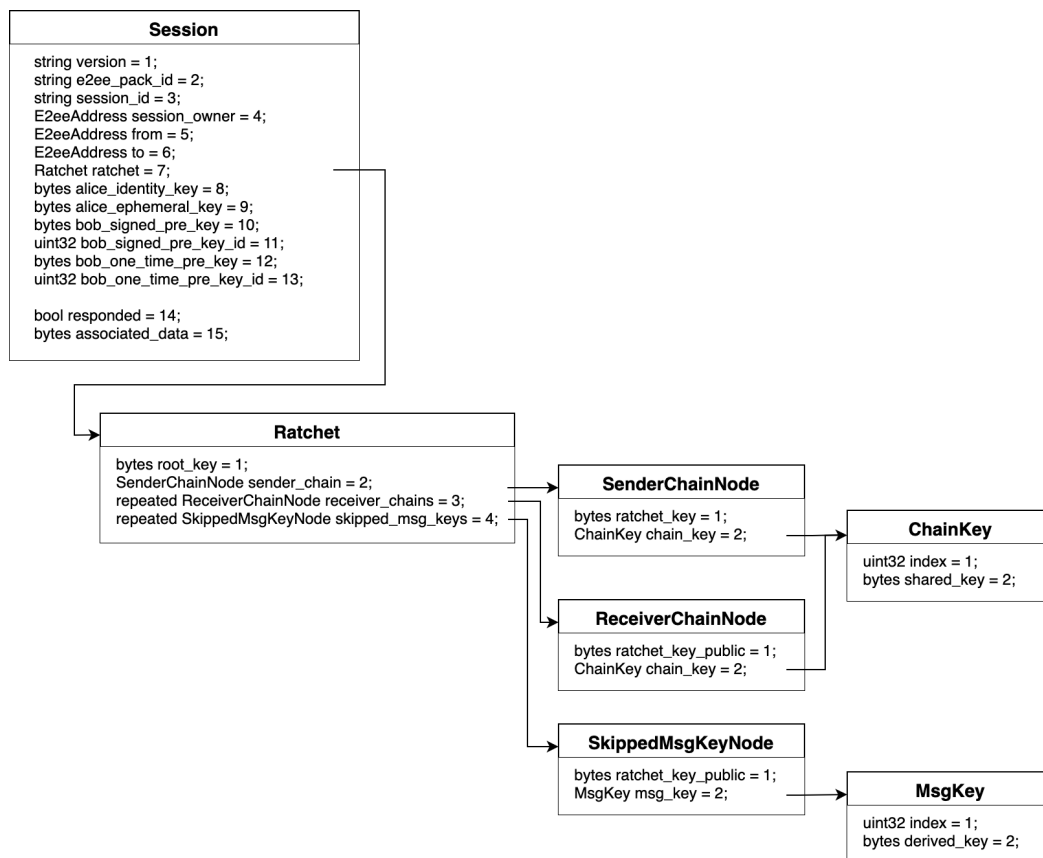 Session
string version = 1;
string e2ee_pack_id = 2;
string session_id = 3;
E2eeAddress session_owner = 4;
E2eeAddress from = 5;
E2eeAddress to = 6;
Ratchet ratchet = 7;
bytes alice_identity_key = 8;
bytes alice_ephemeral_key = 9;
bytes bob_signed_pre_key = 10;
uint32 bob_signed_pre_key_id = 11;
bytes bob_one_time_pre_key = 12;
uint32 bob_one_time_pre_key_id = 13;
bool responded = 14;
bytes associated_data = 15;
Ratchet
bytes root_key = 1;
SenderChainNode sender_chain = 2;
repeated ReceiverChainNode receiver_chains = 3;
repeated SkippedMsgKeyNode skipped_msg_keys = 4;
SenderChainNode
bytes ratchet_key = 1;
ChainKey chain_key = 2;
ChainKey
uint32 index = 1;
bytes shared_key = 2;
ReceiverChainNode
bytes ratchet_key_public = 1;
ChainKey chain_key = 2;
SkippedMsgKeyNode
bytes ratchet_key_public = 1;
MsgKey msg_key = 2;
MsgKey
uint32 index = 1;
bytes derived_key = 2;